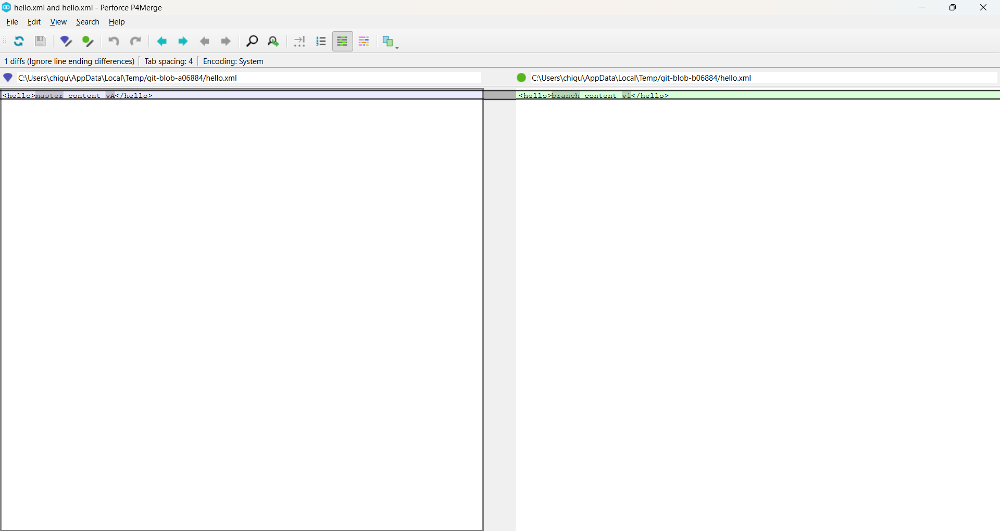 hello.xml and hello.xml - Perforce P4Merge
File Edit View Search Help
1 diffs (Ignore line ending differences) Tab spacing: 4 Encoding: System
C:\Users\chigu\AppData\Local\Temp/git-blob-a06884/hello.xml
C:\Users\chigu\AppData\Local\Temp/git-blob-b06884/hello.xml
<hello>master content vA</hello>
<hello>branch content v1</hello>